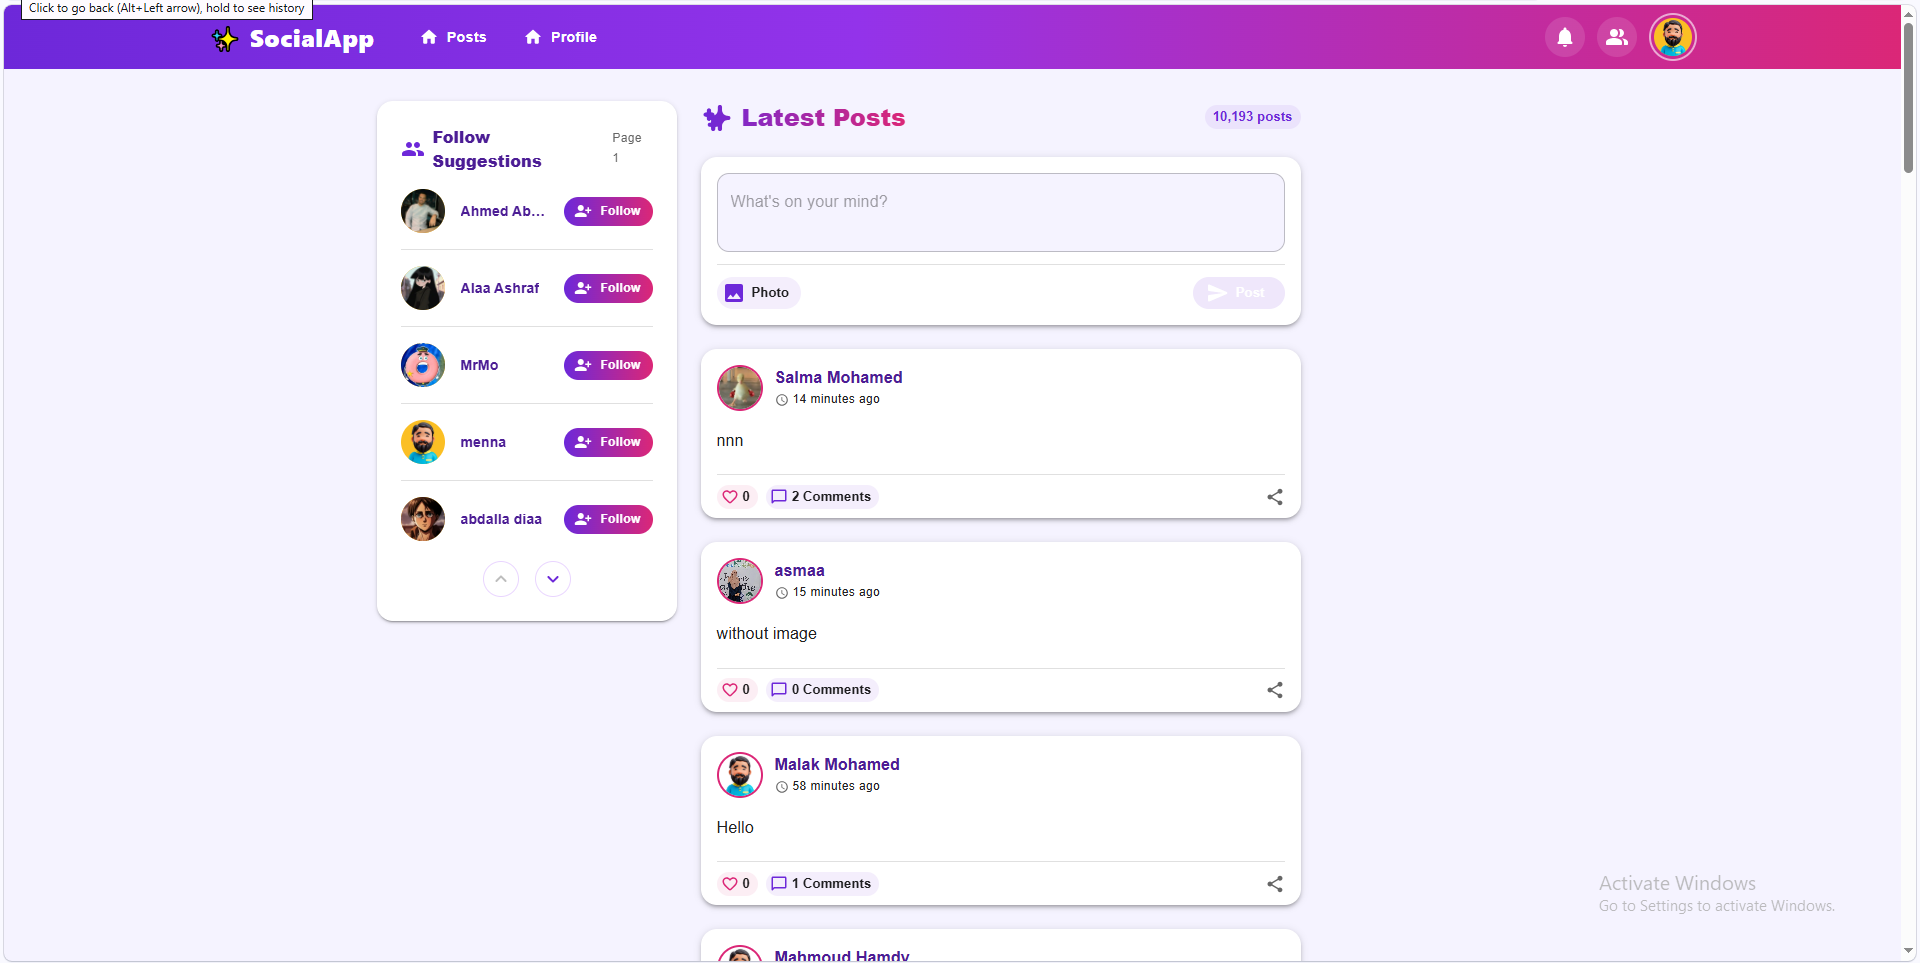 Click to go back (Alt+Left arrow), hold to see history
SocialApp
Posts
Profile
Follow
Suggestions
Page
1
Ahmed Ab...
Follow
Alaa Ashraf
Follow
MrMo
Follow
menna
Follow
abdalla diaa
Follow
Latest Posts
10,193 posts
What's on your mind?
Photo
Post
Salma Mohamed
14 minutes ago
nnn
0
2 Comments
asmaa
15 minutes ago
without image
0
0 Comments
Malak Mohamed
58 minutes ago
Hello
0
1 Comments
Mahmoud Hamdy
Activate Windows
Go to Settings to activate Windows.